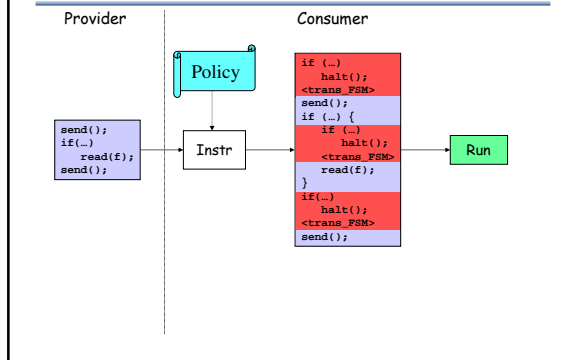 Provider
Consumer
Policy
send();
if(…)
read(f);
send();
Instr
if (…)
halt();
<trans_FSM>
send();
if (…) {
if (…)
halt();
<trans_FSM>
read(f);
}
if(…)
halt();
<trans_FSM>
send();
Run